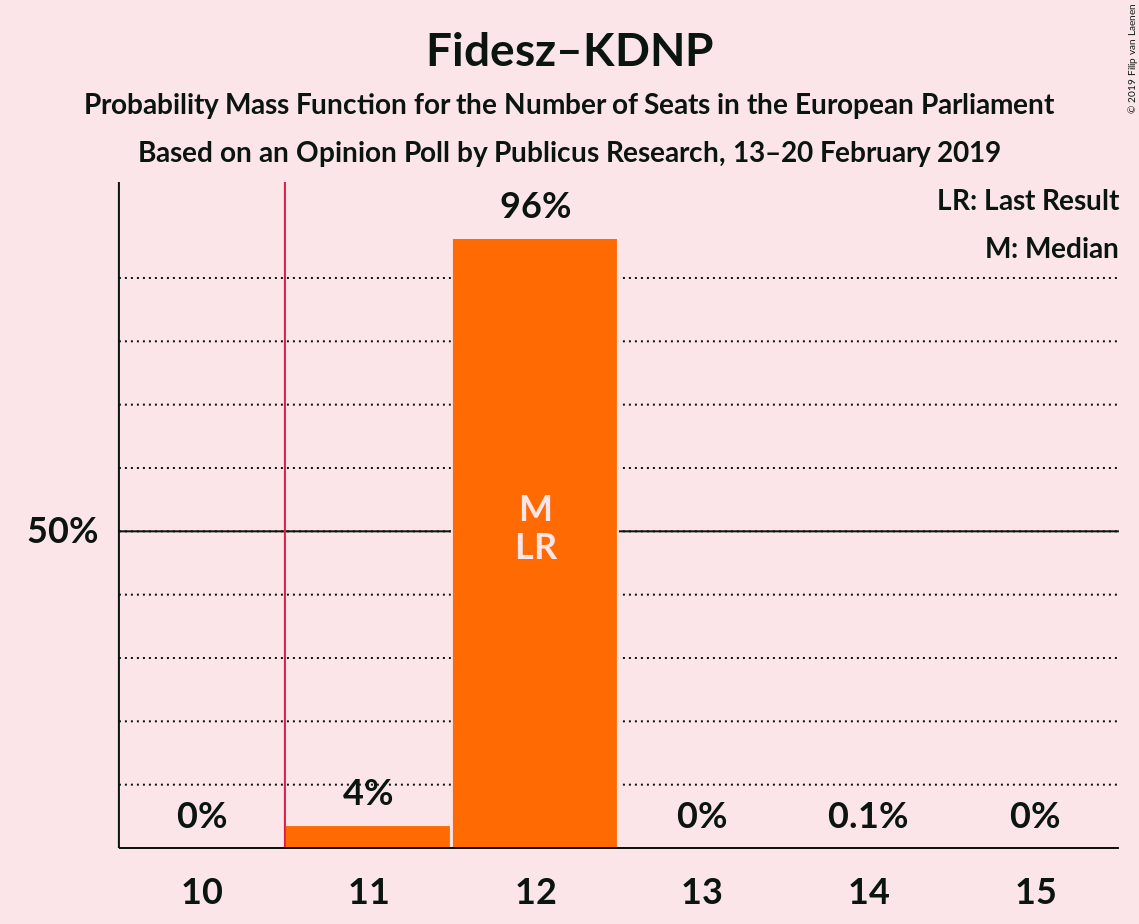 Fidesz–KDNP
Probability Mass Function for the Number of Seats in the European Parliament
Based on an Opinion Poll by Publicus Research, 13–20 February 2019
© 2019 Filip van Laenen
LR: Last Result
M: Median
96%
M
LR
50%
0%
4%
0%
0.1%
0%
10
11
12
13
14
15